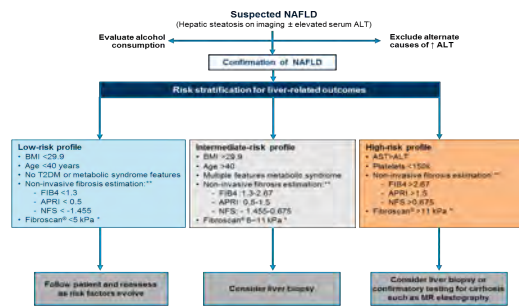 Suspected NAFLD
(Hepatic steatosis on imaging ± elevated serum ALT)
Evaluate alcohol
consumption
Exclude alternate
causes of ↑ ALT
Confirmation of NAFLD
Risk stratification for liver-related outcomes
Low-risk profile
• BMI <29.9
• Age <40 years
• No T2DM or metabolic syndrome features
• Non-invasive fibrosis estimation:**
- FIB4 <1.3
- APRI < 0.5
- NFS < -1.455
• Fibroscan® <5 kPa *
Intermediate-risk profile
• BMI >29.9
• Age >40
• Multiple features metabolic syndrome
• Non-invasive fibrosis estimation:**
- FIB4: 1.3-2.67
- APRI: 0.5-1.5
- NFS: - 1.455-0.675
• Fibroscan® 6–11 kPa *
High-risk profile
• AST>ALT
• Platelets <150k
• Non-invasive fibrosis estimation:**
- FIB4 >2.67
- APRI >1.5
- NFS >0.675
• Fibroscan® >11 kPa *
Follow patient and reassess
as risk factors evolve
Consider liver biopsy
Consider liver biopsy or
confirmatory testing for cirrhosis
such as MR elastography